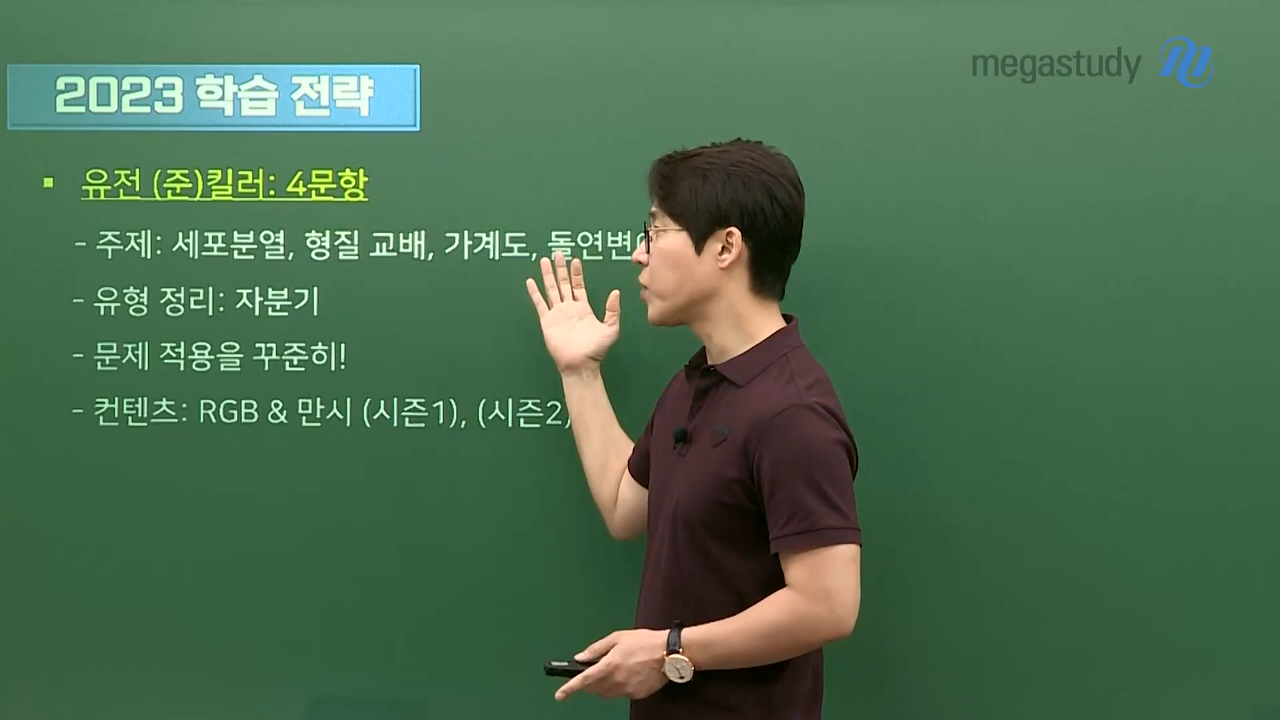 megastudy
2023 학습 전략
유전 (준)킬러: 4문항
- 주제: 세포분열, 형질 교배, 가계도, 돌연변
- 유형 정리: 자분기
- 문제 적용을 꾸준히!
- 컨텐츠: RGB & 만시 (시즌1), (시즌2)